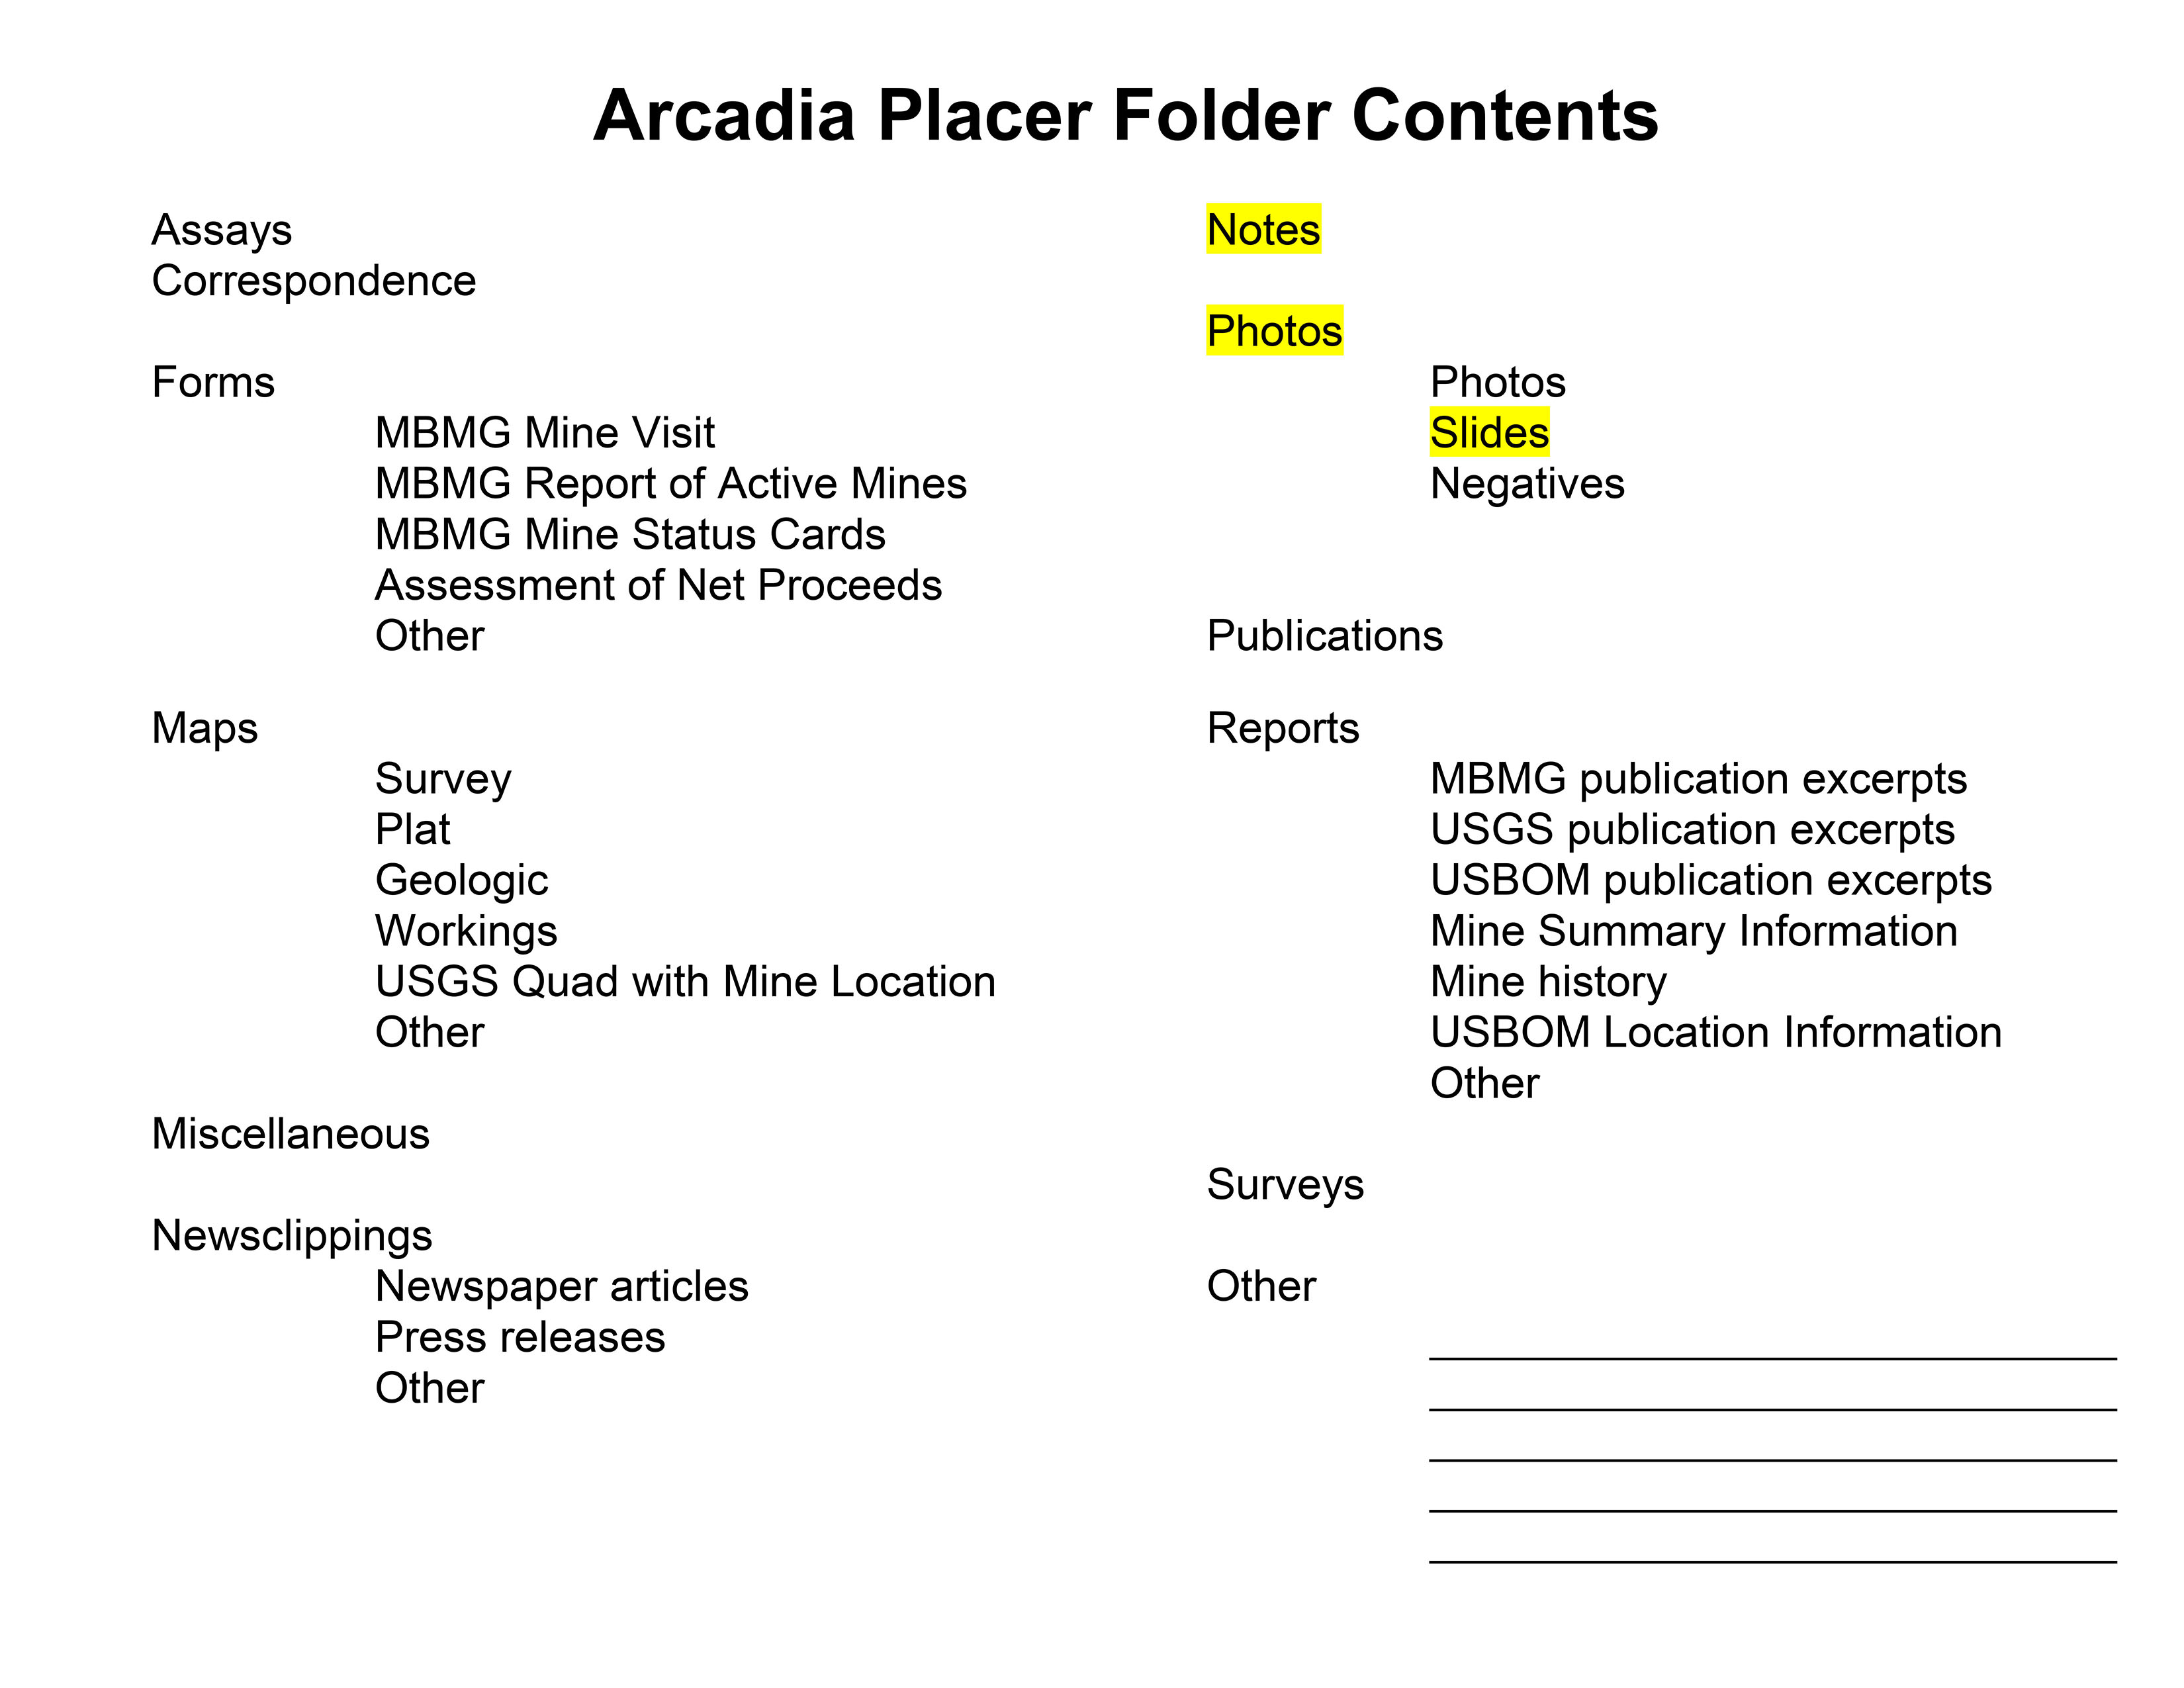 Arcadia Placer Folder Contents
Assays
Correspondence
Forms
MBMG Mine Visit
MBMG Report of Active Mines
MBMG Mine Status Cards
Assessment of Net Proceeds
Other
Maps
Survey
Plat
Geologic
Workings
USGS Quad with Mine Location
Other
Miscellaneous
Newsclippings
Newspaper articles
Press releases
Other
Notes
Photos
Photos
Slides
Negatives
Publications
Reports
MBMG publication excerpts
USGS publication excerpts
USBOM publication excerpts
Mine Summary Information
Mine history
USBOM Location Information
Other
Surveys
Other